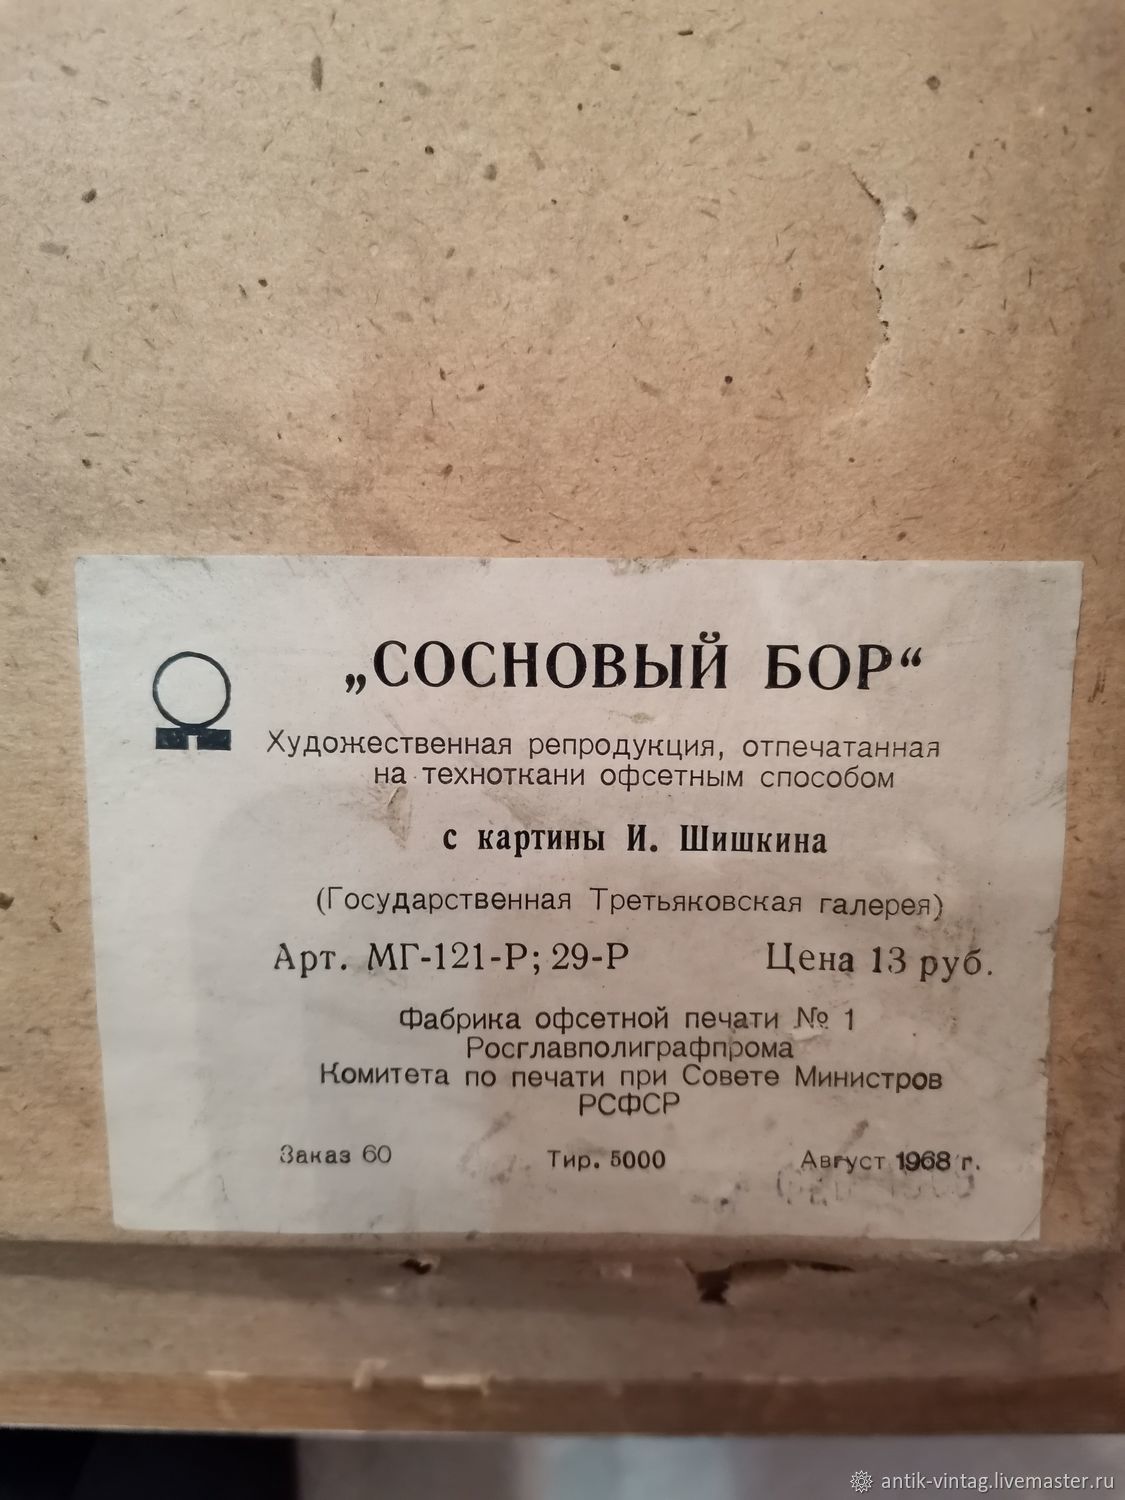 „СОСНОВЫЙ БОР“
Художественная репродукция, отпечатанная
на техноткани офсетным способом
с картины И. Шишкина
(Государственная Третьяковская галерея)
Арт. МГ-121-Р; 29-Р Цена 13 руб.
Фабрика офсетной печати № 1
Росглавполиграфпрома
Комитета по печати при Совете Министров
РСФСР
Заказ 60 Тир. 5000 Август 1968 г.
antik-vintag.livemaster.ru